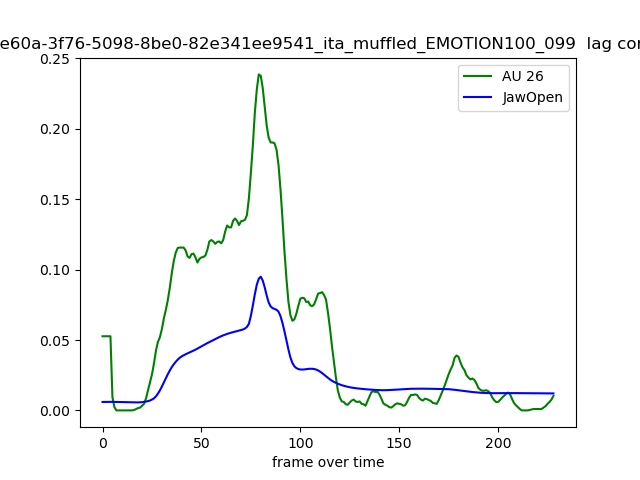 e60a-3f76-5098-8be0-82e341ee9541_ita_muffled_EMOTION100_099 lag cor
0.25
AU 26
JawOpen
0.20
0.15
0.10
0.05
0.00
0 50 100 150 200
frame over time